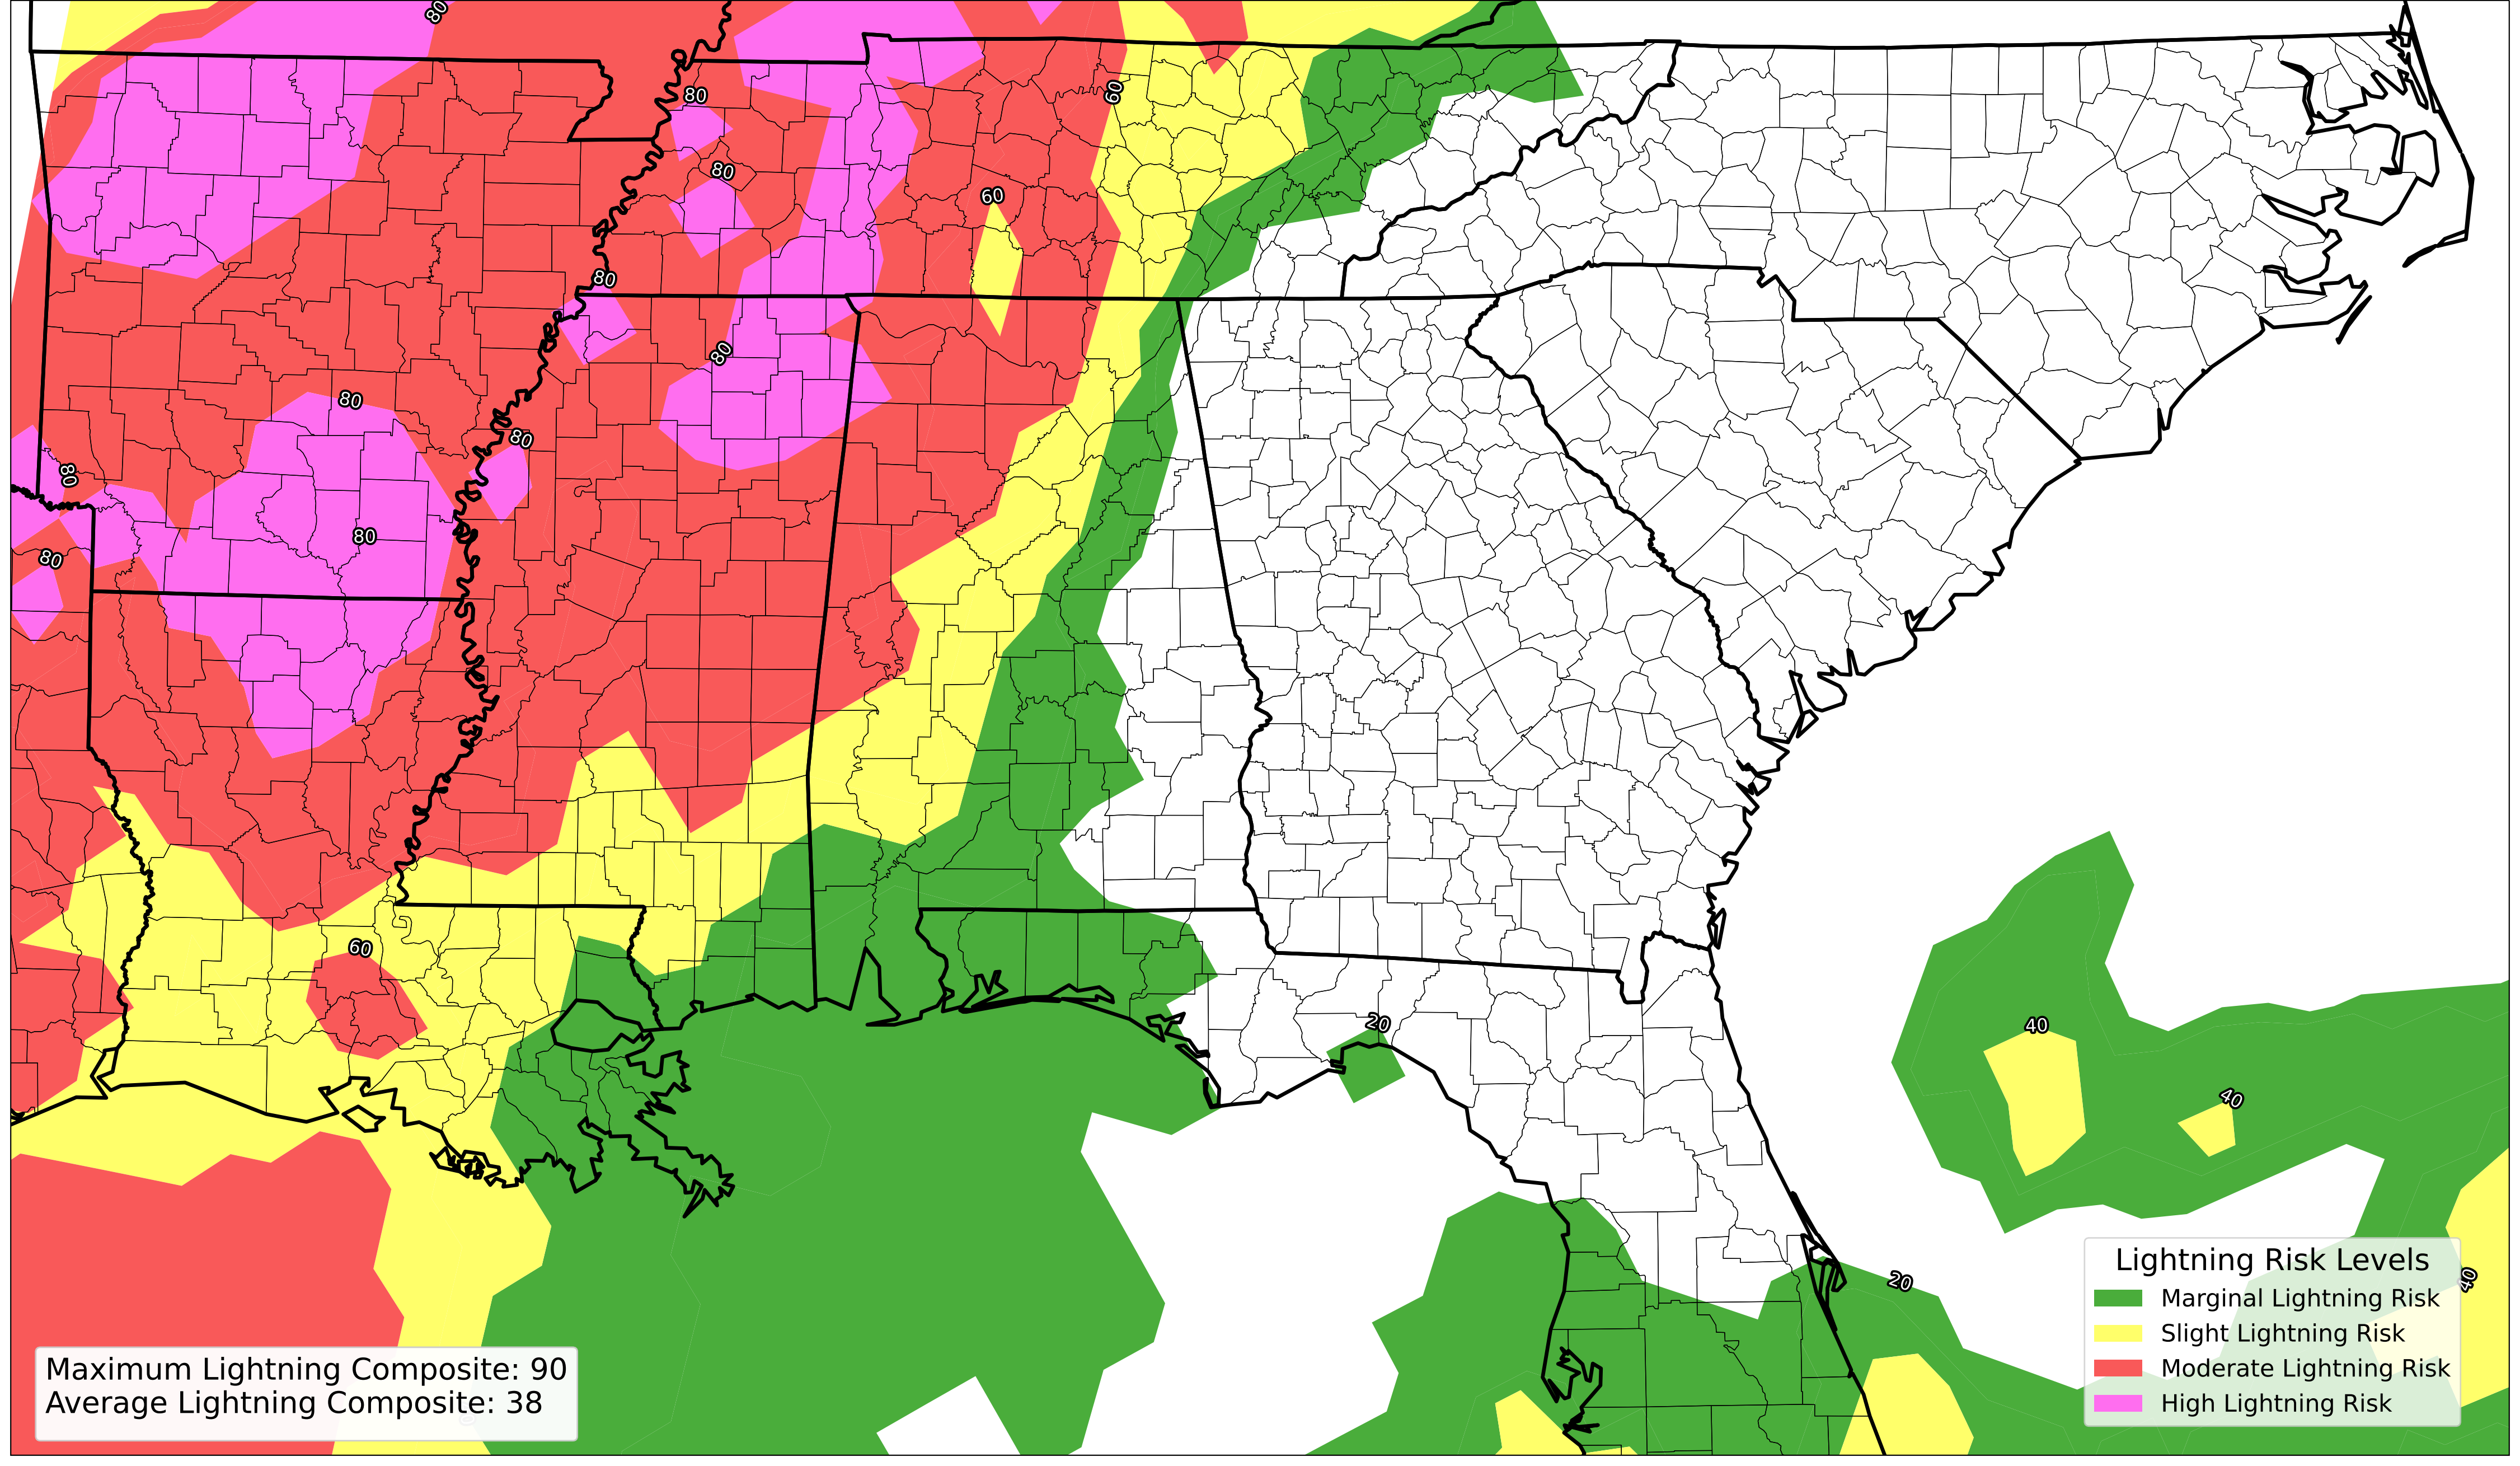 80
80
60
80
60
80
80
80
80
80
80
80
60
20
40
40
20
40
Lightning Risk Levels
Marginal Lightning Risk
Slight Lightning Risk
Moderate Lightning Risk
High Lightning Risk
Maximum Lightning Composite: 90
Average Lightning Composite: 38